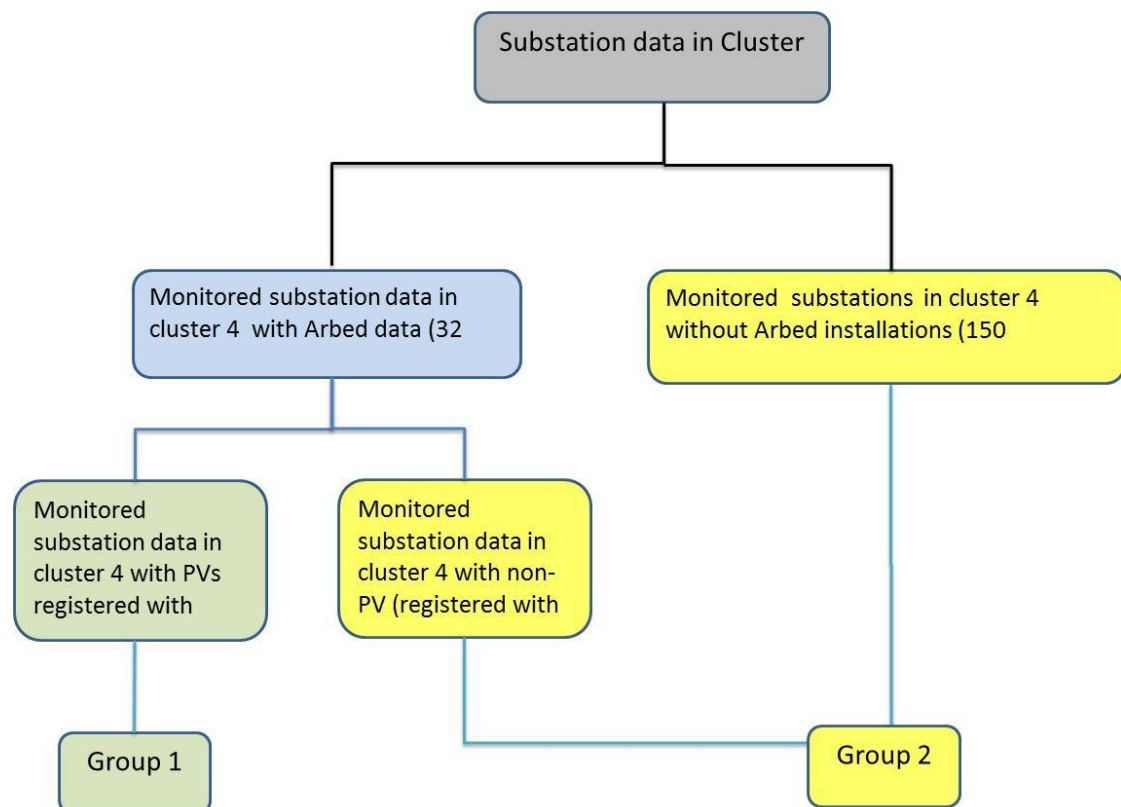 Substation data in Cluster
Monitored substation data in
cluster 4 with Arbed data (32
Monitored substations in cluster 4
without Arbed installations (150
Monitored
substation data in
cluster 4 with PVs
registered with
Monitored
substation data in
cluster 4 with non-
PV (registered with
Group 1
Group 2